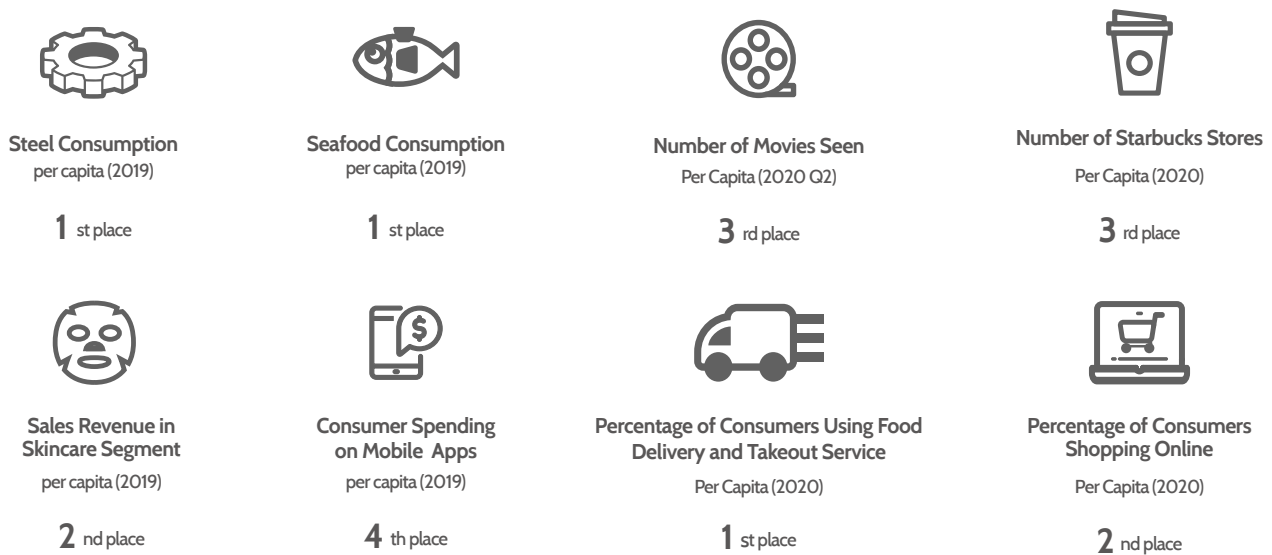 Steel Consumption
per capita (2019)
1 st place
Seafood Consumption
per capita (2019)
1 st place
Number of Movies Seen
Per Capita (2020 Q2)
3 rd place
Number of Starbucks Stores
Per Capita (2020)
3 rd place
Sales Revenue in
Skincare Segment
per capita (2019)
2 nd place
$
Consumer Spending
on Mobile Apps
per capita (2019)
4 th place
Percentage of Consumers Using Food
Delivery and Takeout Service
Per Capita (2020)
1 st place
Percentage of Consumers
Shopping Online
Per Capita (2020)
2 nd place